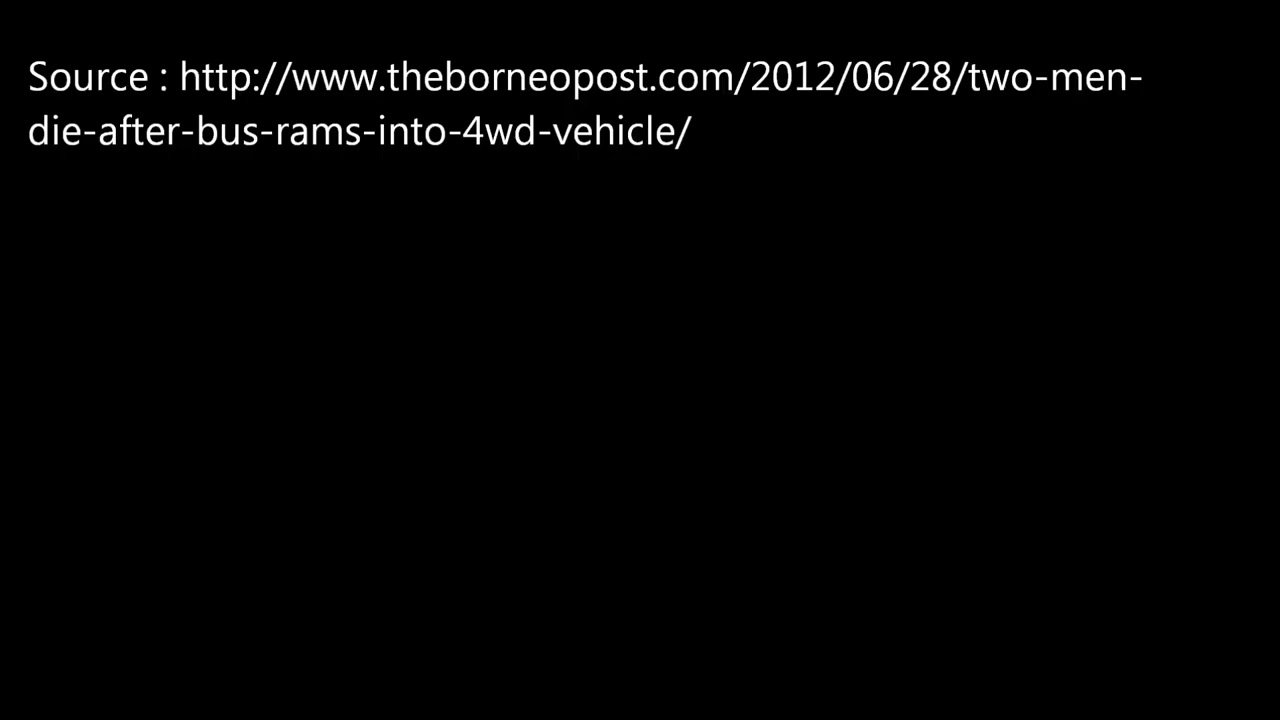 Source : http://www.theborneopost.com/2012/06/28/two-men-
die-after-bus-rams-into-4wd-vehicle/